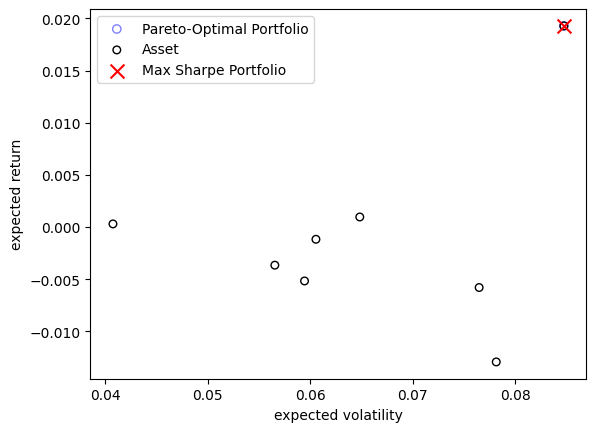 0.020
0.015
0.010
0.005
0.000
−0.005
−0.010
expected return
Pareto-Optimal Portfolio
Asset
Max Sharpe Portfolio
0.04 0.05 0.06 0.07 0.08
expected volatility